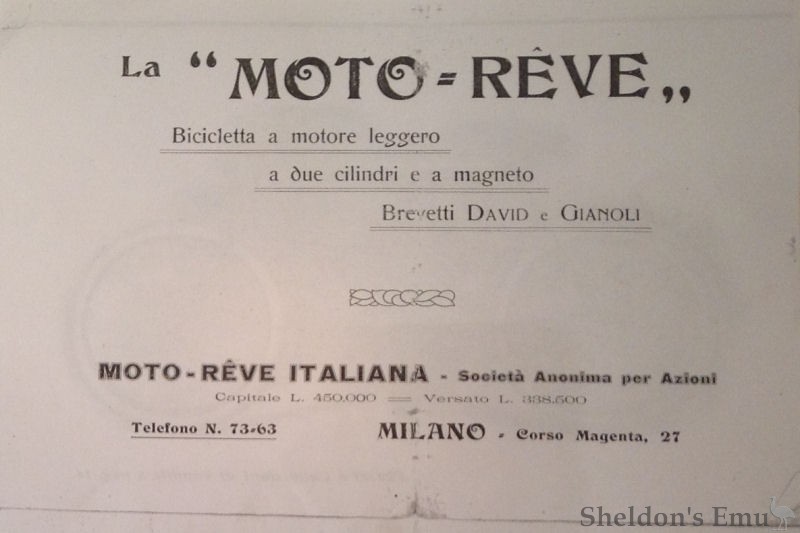 La “MOTO=RÊVE„
Bicicletta a motore leggero
a due cilindri e a magneto
Brevetti DAVID e GIANOLI
MOTO-RÊVE ITALIANA - Società Anonima per Azioni
Capitale L. 450.000 == Versato L. 338.500
Telefono N. 73-63
MILANO - Corso Magenta, 27
Sheldon's Emu